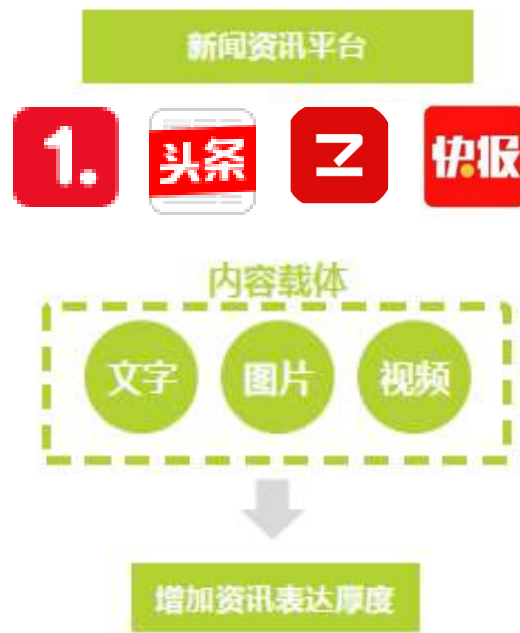 新闻资讯平台
1.
头条
快报
内容载体
文字 图片 视频
增加资讯表达厚度